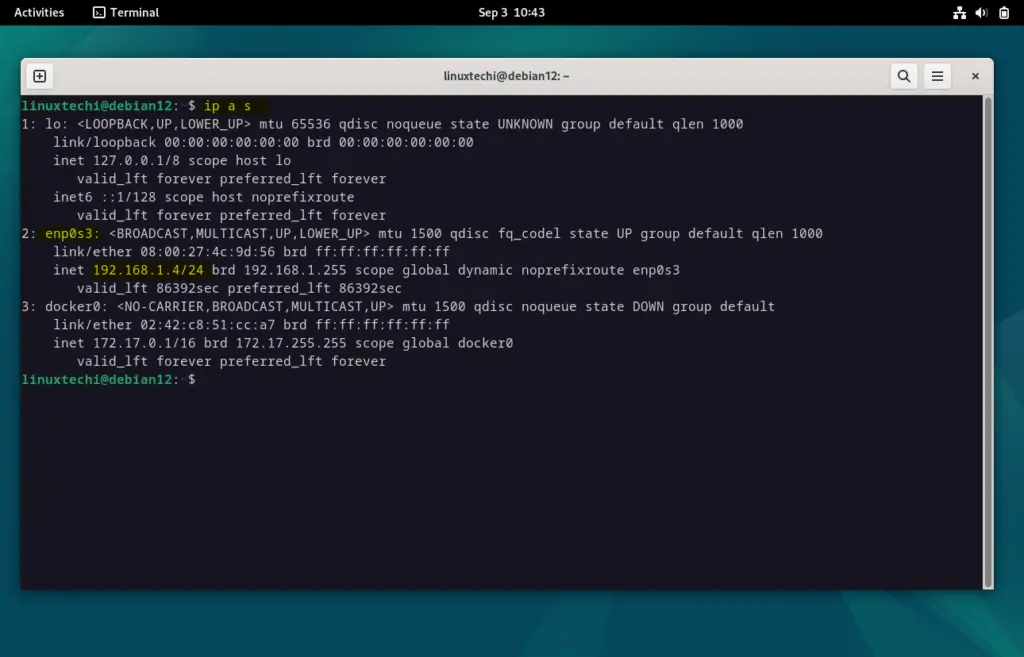 Activities Terminal Sep 3 10:43
linuxtechi@debian12: ~
linuxtechi@debian12:~$ ip a s
1: lo: <LOOPBACK,UP,LOWER_UP> mtu 65536 qdisc noqueue state UNKNOWN group default qlen 1000
    link/loopback 00:00:00:00:00:00 brd 00:00:00:00:00:00
    inet 127.0.0.1/8 scope host lo
       valid_lft forever preferred_lft forever
    inet6 ::1/128 scope host noprefixroute
       valid_lft forever preferred_lft forever
2: enp0s3: <BROADCAST,MULTICAST,UP,LOWER_UP> mtu 1500 qdisc fq_codel state UP group default qlen 1000
    link/ether 08:00:27:4c:9d:56 brd ff:ff:ff:ff:ff:ff
    inet 192.168.1.4/24 brd 192.168.1.255 scope global dynamic noprefixroute enp0s3
       valid_lft 86392sec preferred_lft 86392sec
3: docker0: <NO-CARRIER,BROADCAST,MULTICAST,UP> mtu 1500 qdisc noqueue state DOWN group default
    link/ether 02:42:c8:51:cc:a7 brd ff:ff:ff:ff:ff:ff
    inet 172.17.0.1/16 brd 172.17.255.255 scope global docker0
       valid_lft forever preferred_lft forever
linuxtechi@debian12:~$